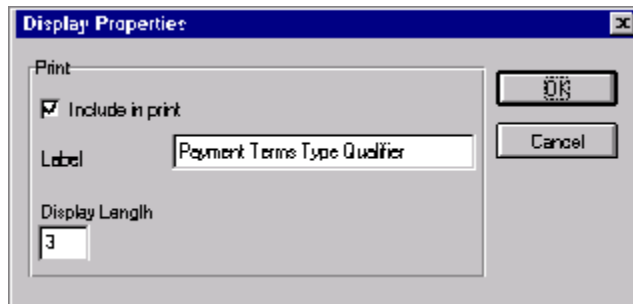 Display Properties
Print
Include in print
OK
Label
Payment Terms Type Qualifier
Cancel
Display Length
3